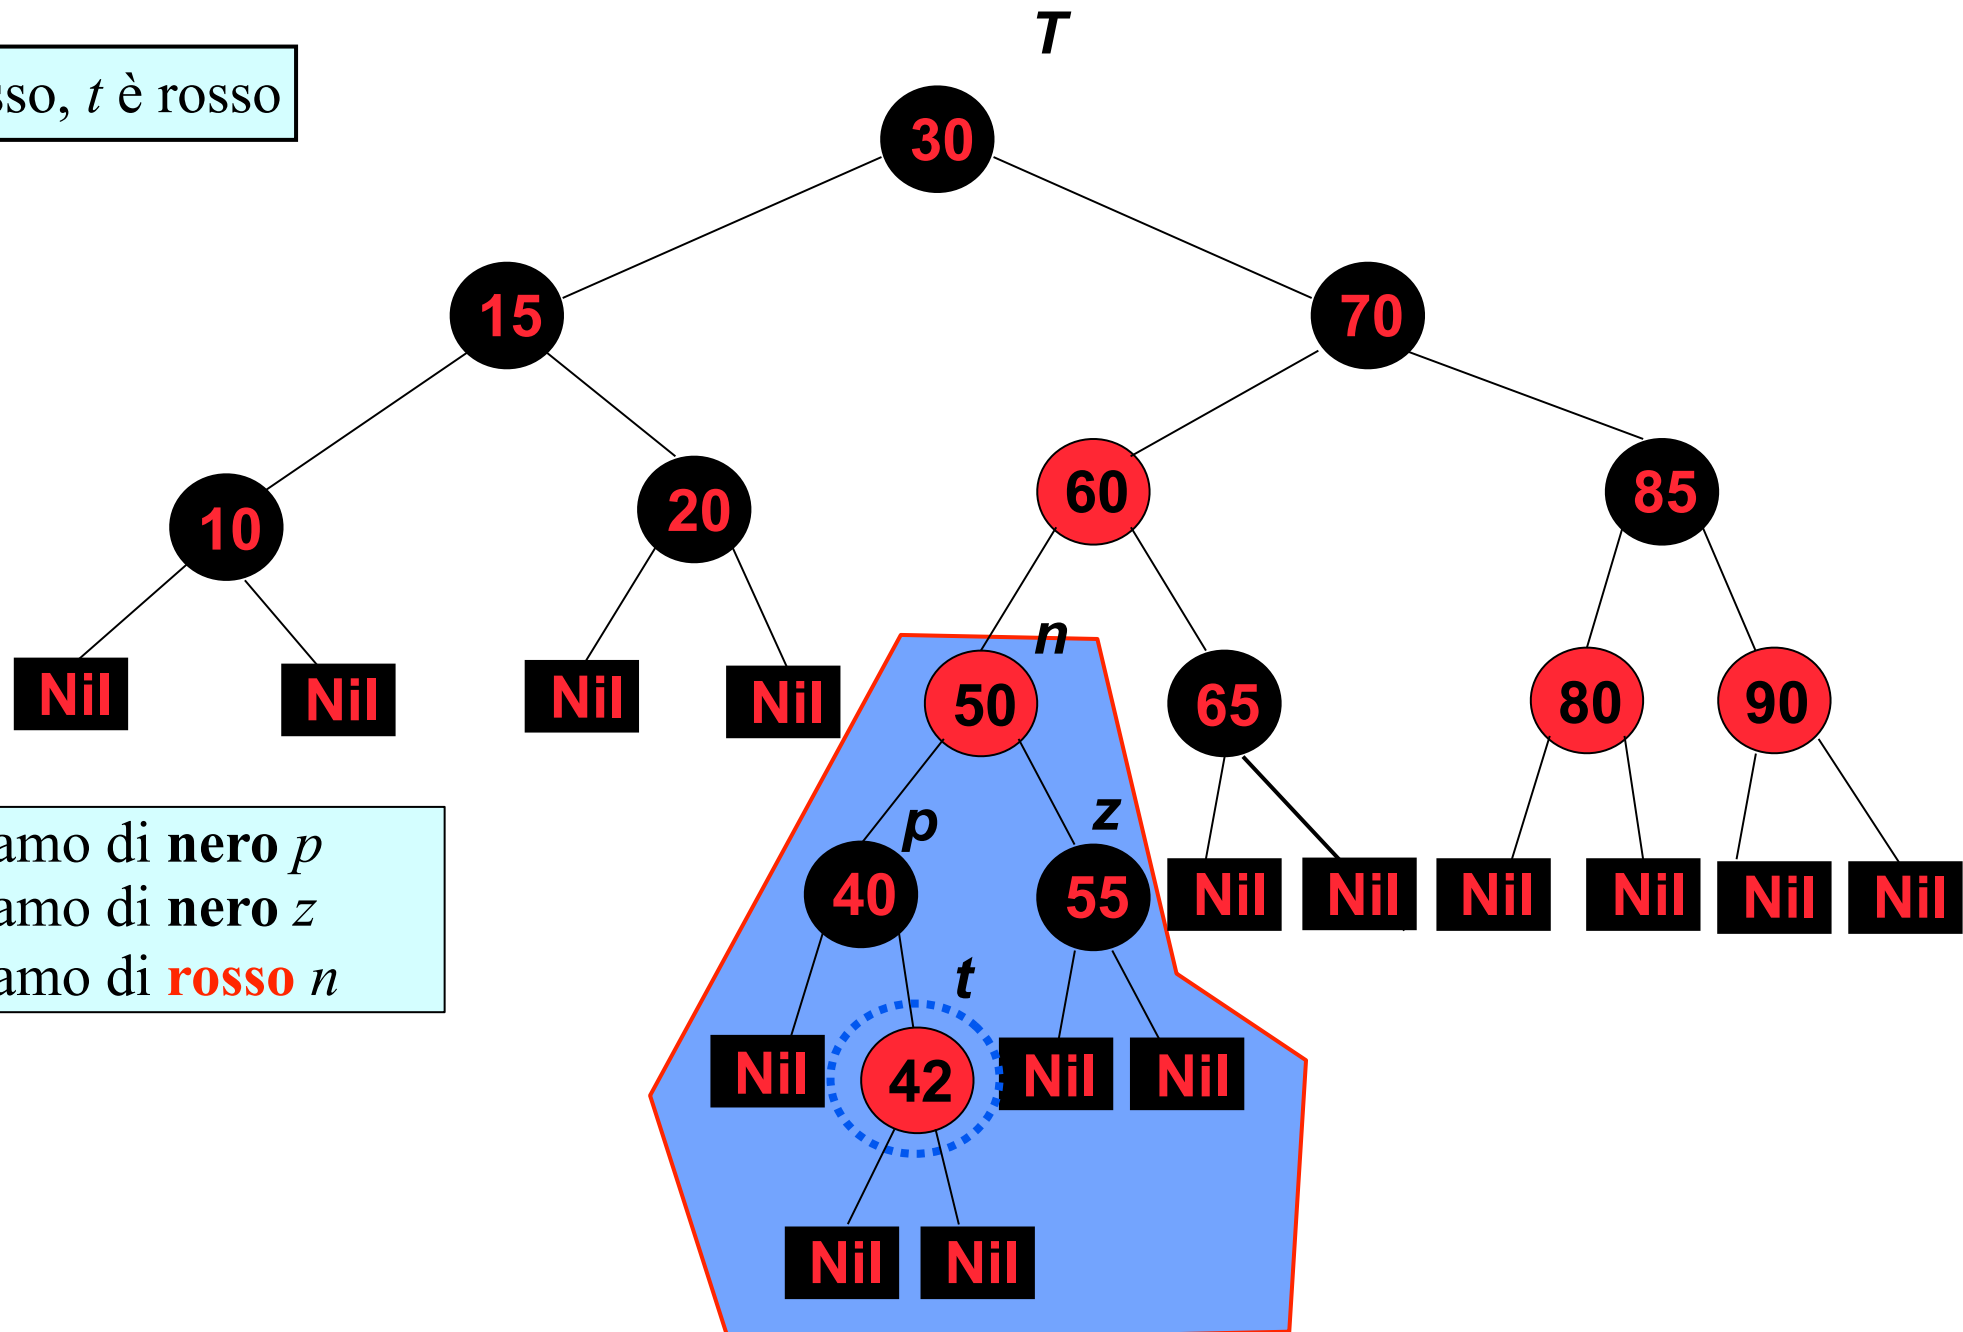 T
sso, t è rosso
30
15 70
10 20 60 85
n
Nil Nil Nil Nil 50 65 80 90
p z
amo di nero p
amo di nero z
amo di rosso n
40 55 Nil Nil Nil Nil Nil Nil
t
Nil 42 Nil Nil
Nil Nil